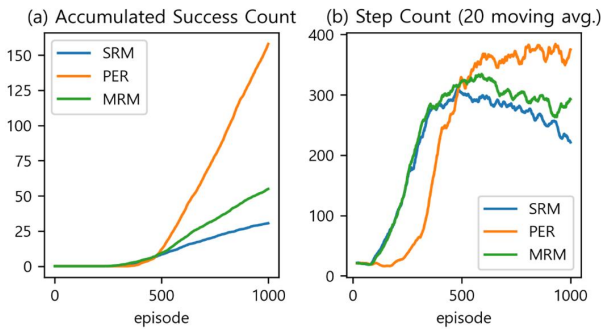 (a) Accumulated Success Count
150
125
100
75
50
25
0
SRM
PER
MRM
0
500
1000
episode
(b) Step Count (20 moving avg.)
400
300
200
100
0
SRM
PER
MRM
0
500
1000
episode